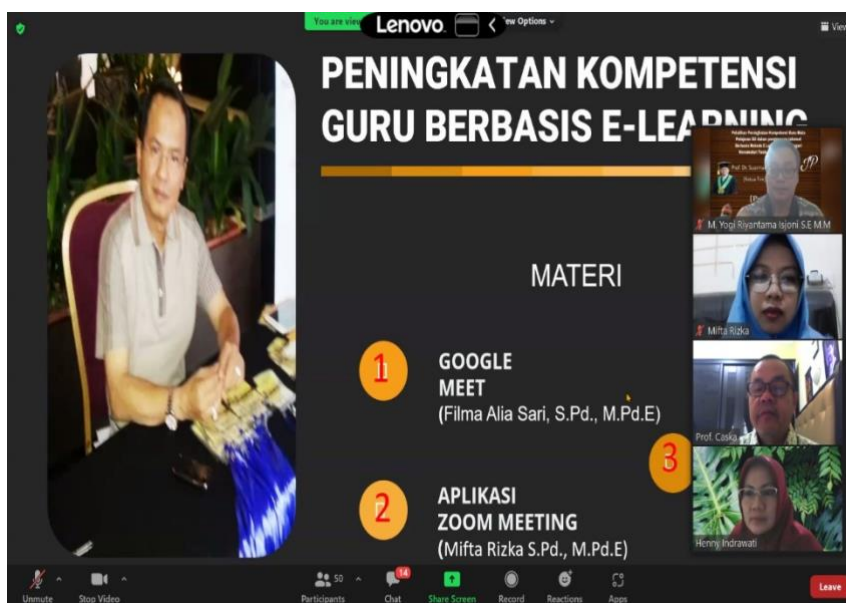 You are view
Lenovo
ew Options
View
PENINGKATAN KOMPETENSI
GURU BERBASIS E-LEARNING
MATERI
1
GOOGLE
MEET
(Filma Alia Sari, S.Pd., M.Pd.E)
2
APLIKASI
ZOOM MEETING
(Mifta Rizka S.Pd., M.Pd.E)
3
M. Yogi Riyantama Isjoni S.E M.M
Mifta Rizka
Prof. Caska
Henny Indrawati
Unmute
Stop Video
50
Participants
14
Chat
Share Screen
Record
Reactions
Apps
Leave